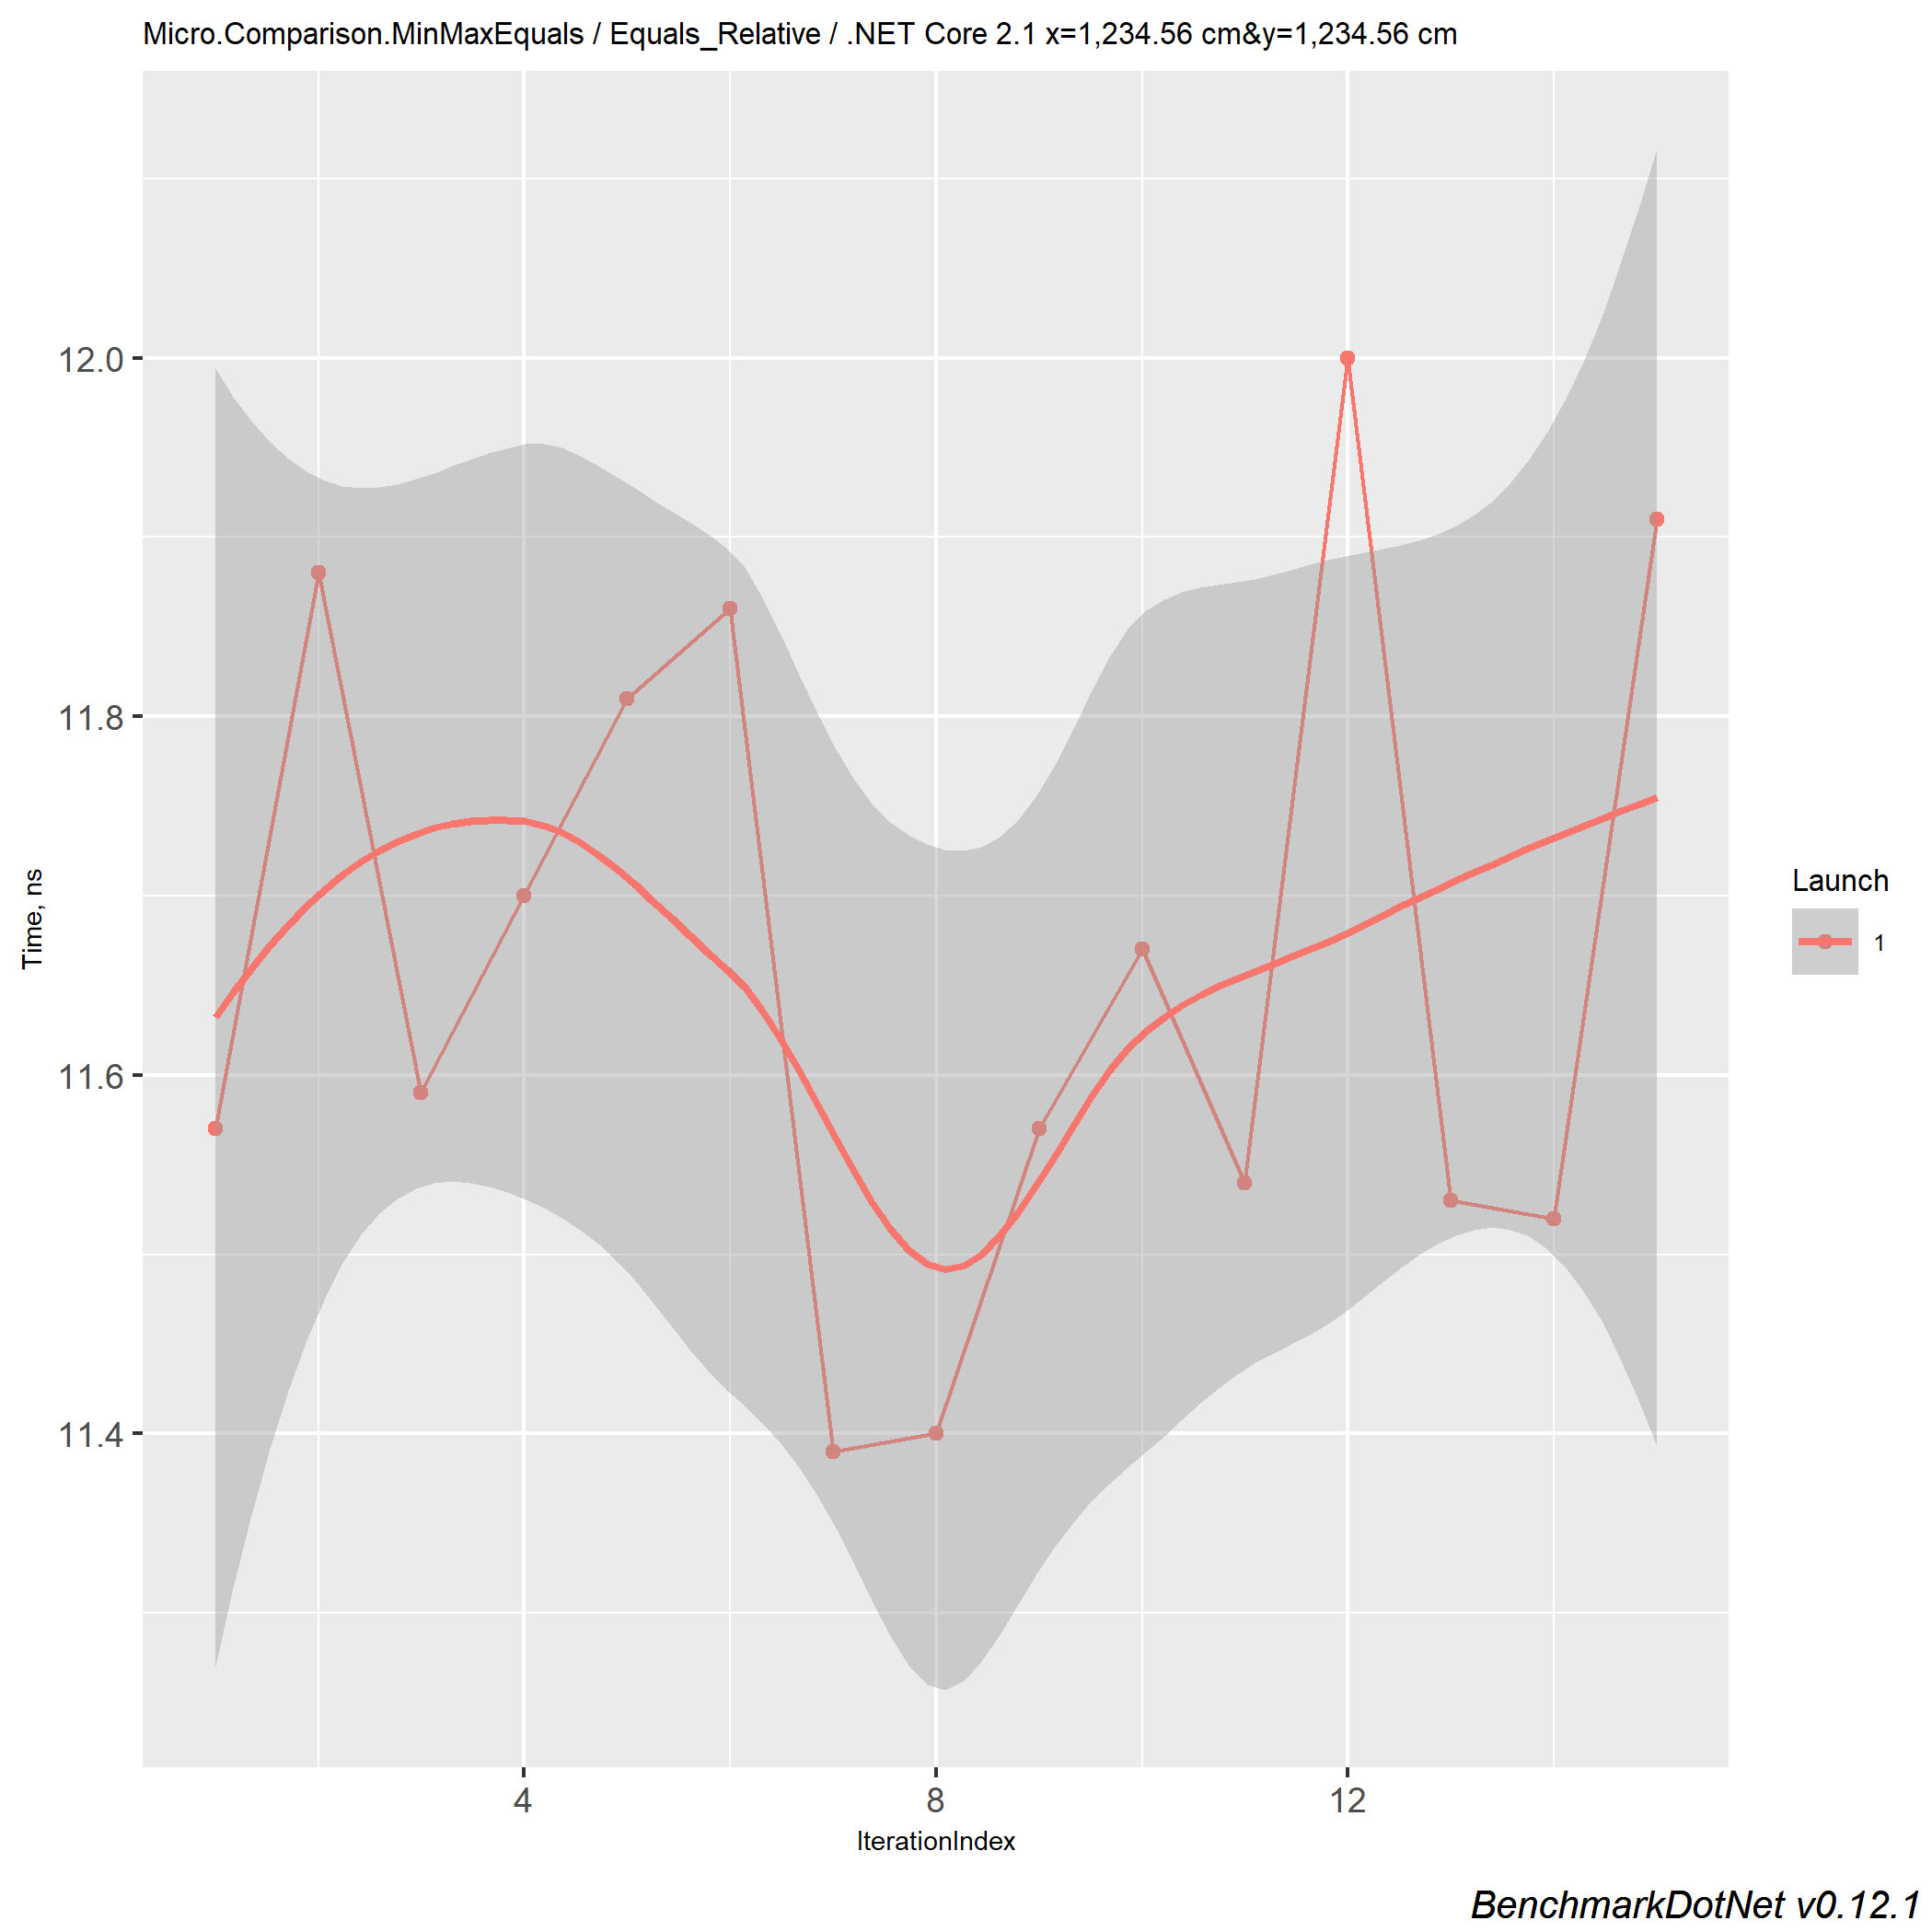 Micro.Comparison.MinMaxEquals / Equals_Relative / .NET Core 2.1 x=1,234.56 cm&y=1,234.56 cm
12.0
11.8
11.6
11.4
Time, ns
4
8
12
IterationIndex
Launch
1
BenchmarkDotNet v0.12.1